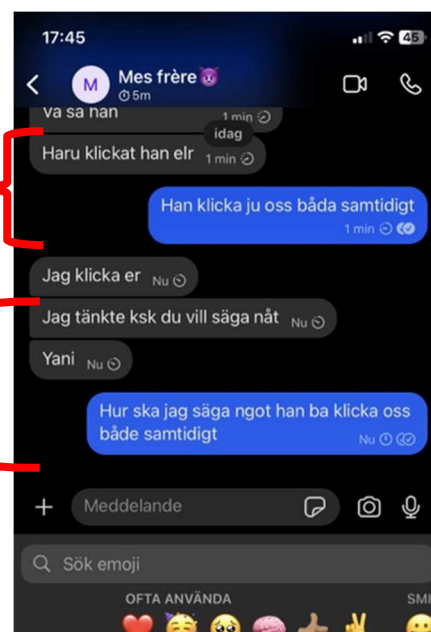 17:45
45
M
Mes frère😈
5m
Va sa han
1 min
idag
Haru klickat han elr 1 min
Han klicka ju oss båda samtidigt
1 min
Jag klicka er Nu
Jag tänkte ksk du vill säga nåt Nu
Yani Nu
Hur ska jag säga ngot han ba klicka oss
både samtidigt
Nu
Meddelande
Sök emoji
OFTA ANVÄNDA
SMI